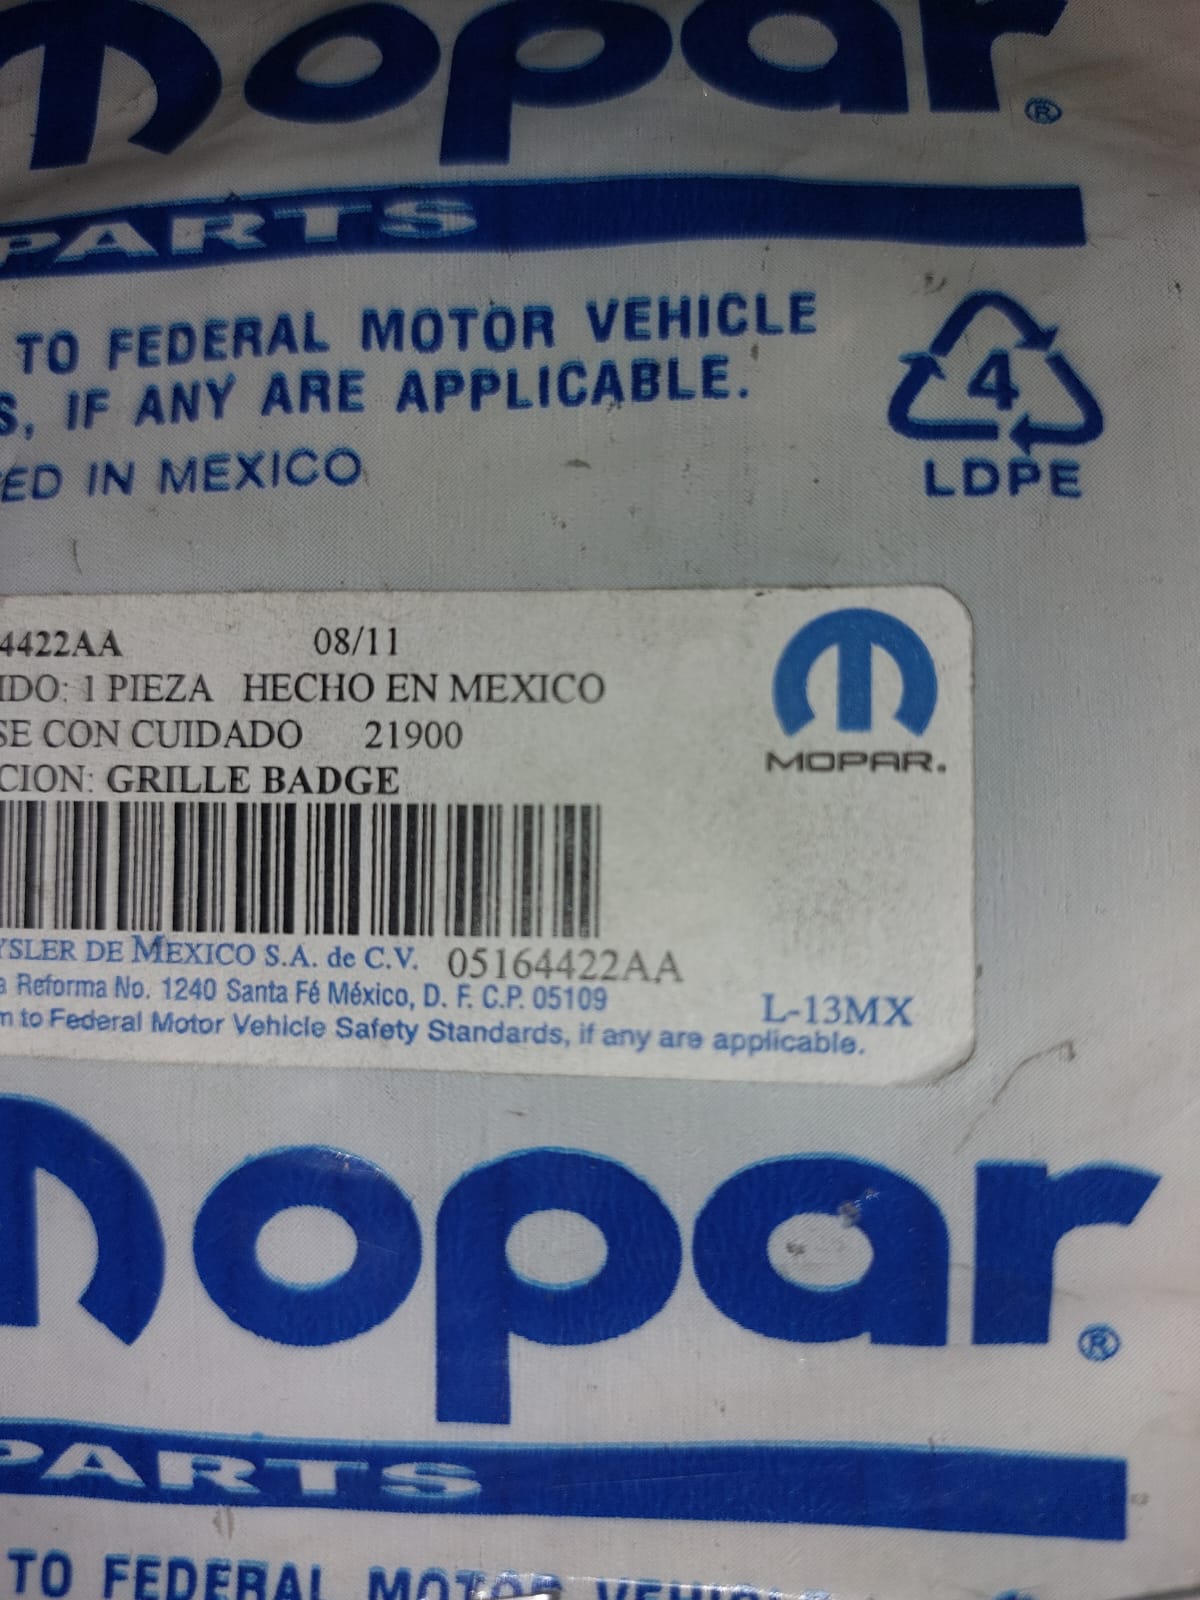 mopar®
PARTS
TO FEDERAL MOTOR VEHICLE
S, IF ANY ARE APPLICABLE.
ED IN MEXICO
4
LDPE
4422AA 08/11
IDO: 1 PIEZA HECHO EN MEXICO
SE CON CUIDADO 21900
CION: GRILLE BADGE
MOPAR.
YSLER DE MEXICO S.A. de C.V. 05164422AA
a Reforma No. 1240 Santa Fé México, D. F. C.P. 05109
L-13MX
m to Federal Motor Vehicle Safety Standards, if any are applicable.
mopar®
PARTS
TO FEDERAL MOTOR VEHICLE